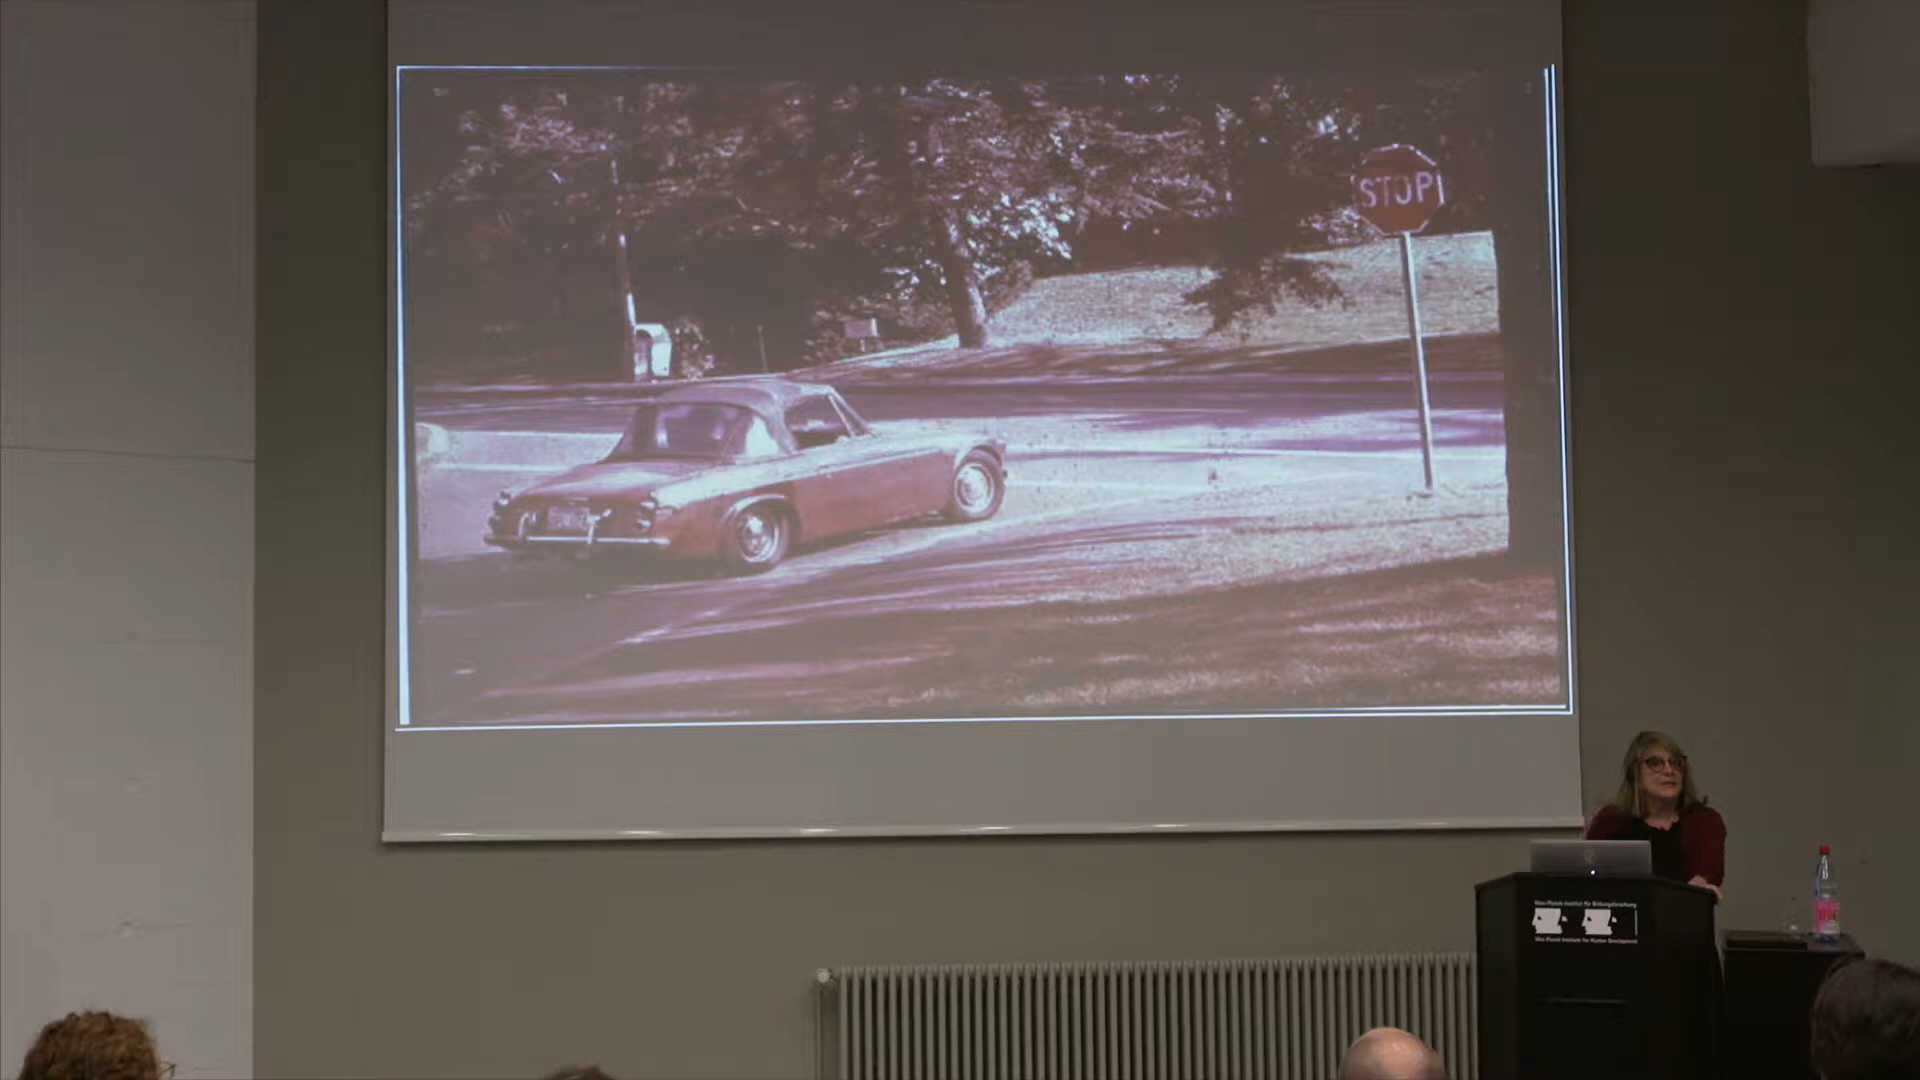 STOP
Max-Planck-Institut für Bildungsforschung
Max Planck Institute for Human Development